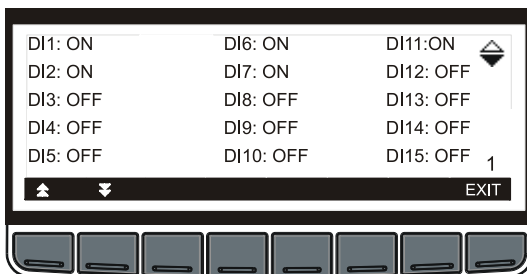 DI1: ON DI6: ON DI11:ON
DI2: ON DI7: ON DI12: OFF
DI3: OFF DI8: OFF DI13: OFF
DI4: OFF DI9: OFF DI14: OFF
DI5: OFF DI10: OFF DI15: OFF
1
EXIT